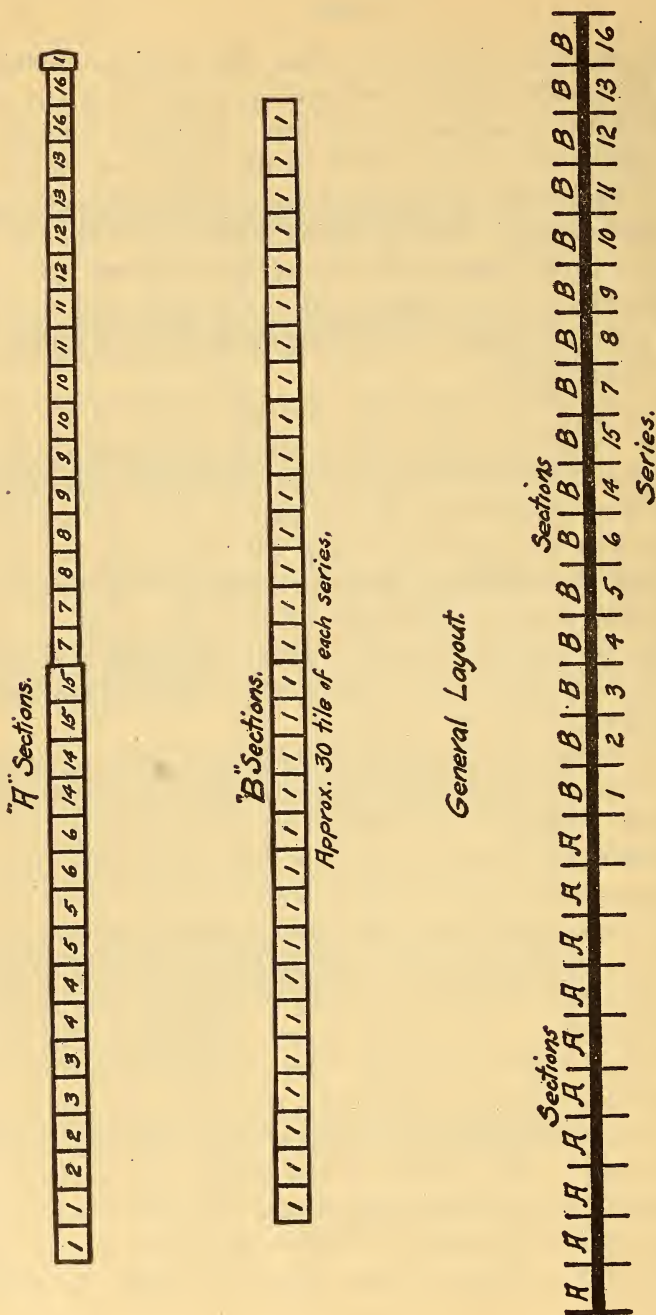 "A" Sections.
1 1 2 2 3 3 4 4 5 5 6 6 14 14 15 15 7 7 8 8 9 9 10 10 11 11 12 12 13 13 16 16 1
"B" Sections.
1 1 1 1 1 1 1 1 1 1 1 1 1 1 1 1 1 1 1 1 1 1 1 1 1 1 1 1 1
Approx. 30 tile of each series.
General Layout.
Sections Sections
A A A A A A A A A A B B B B B B B B B B B B B B B B
1 2 3 4 5 6 14 15 7 8 9 10 11 12 13 16
Series.